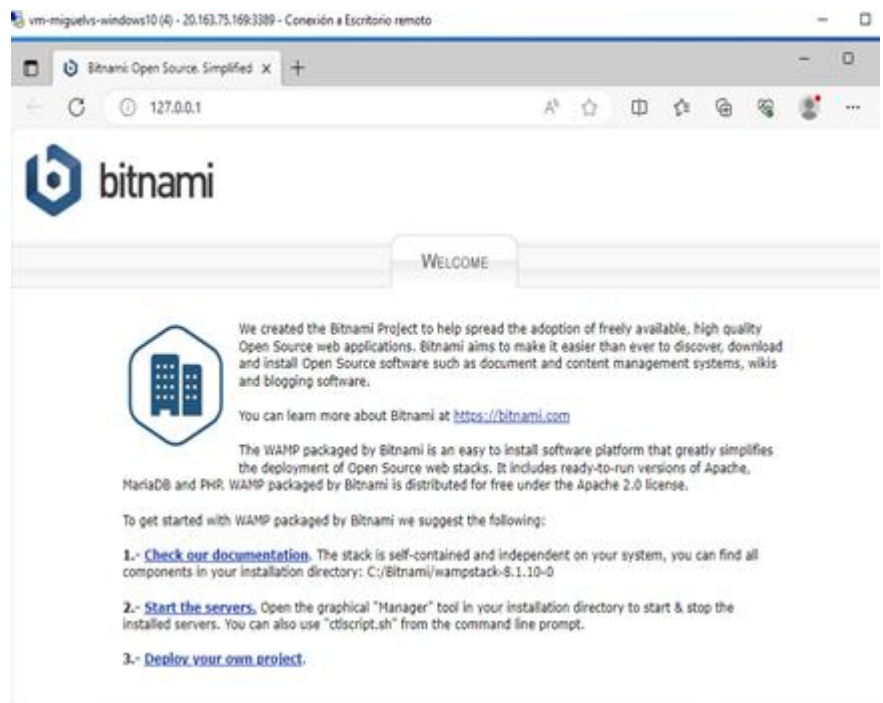 vm-miguelvs-windows10 (4) - 20.163.75.169:3389 - Conexión a Escritorio remoto
Bitnami: Open Source. Simplified
127.0.0.1
bitnami
WELCOME
We created the Bitnami Project to help spread the adoption of freely available, high quality
Open Source web applications. Bitnami aims to make it easier than ever to discover, download
and install Open Source software such as document and content management systems, wikis
and blogging software.
You can learn more about Bitnami at https://bitnami.com
The WAMP packaged by Bitnami is an easy to install software platform that greatly simplifies
the deployment of Open Source web stacks. It includes ready-to-run versions of Apache,
MariaDB and PHP. WAMP packaged by Bitnami is distributed for free under the Apache 2.0 license.
To get started with WAMP packaged by Bitnami we suggest the following:
1.- Check our documentation. The stack is self-contained and independent on your system, you can find all
components in your installation directory: C:/Bitnami/wampstack-8.1.10-0
2.- Start the servers. Open the graphical "Manager" tool in your installation directory to start & stop the
installed servers. You can also use "ctlscript.sh" from the command line prompt.
3.- Deploy your own project.